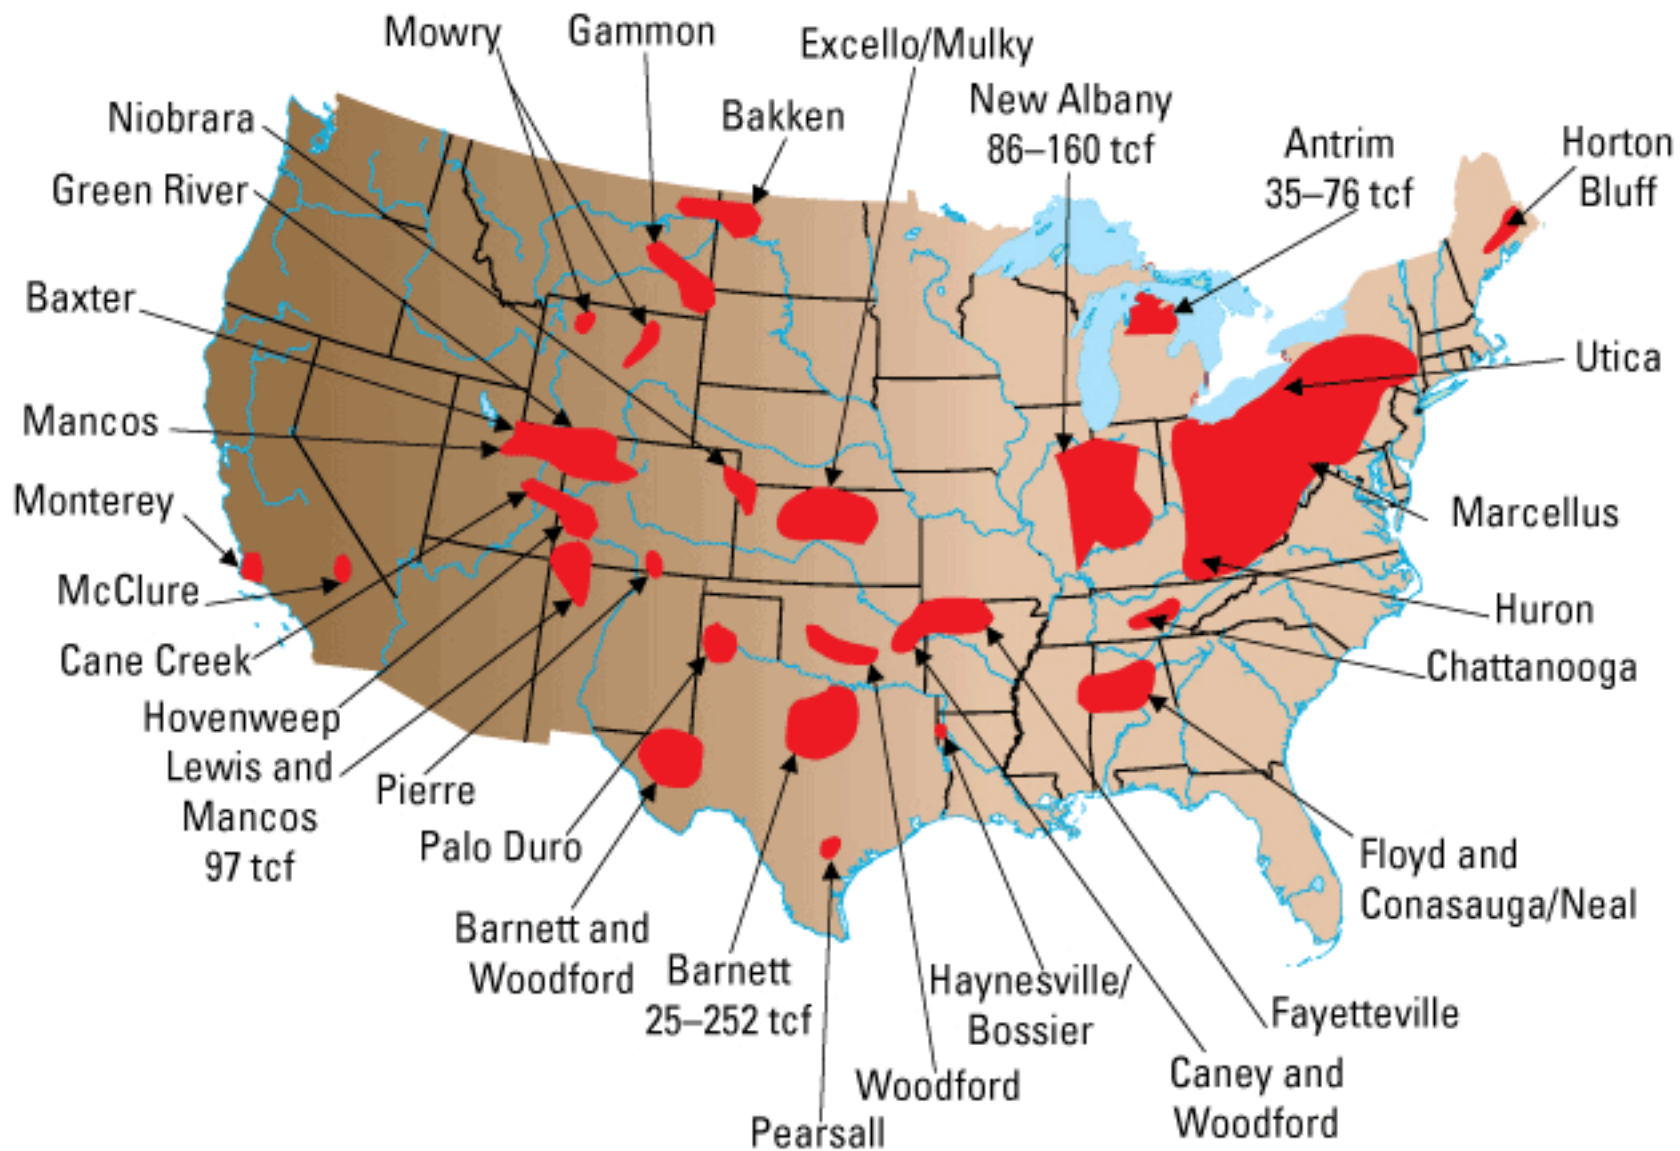 Mowry
Gammon
Excello/Mulky
Niobrara
Bakken
New Albany
86–160 tcf
Antrim
35–76 tcf
Horton
Bluff
Green River
Baxter
Utica
Mancos
Monterey
Marcellus
McClure
Huron
Cane Creek
Chattanooga
Hovenweep
Lewis and
Mancos
97 tcf
Pierre
Palo Duro
Floyd and
Conasauga/Neal
Barnett and
Woodford
Barnett
25–252 tcf
Haynesville/
Bossier
Fayetteville
Woodford
Caney and
Woodford
Pearsall